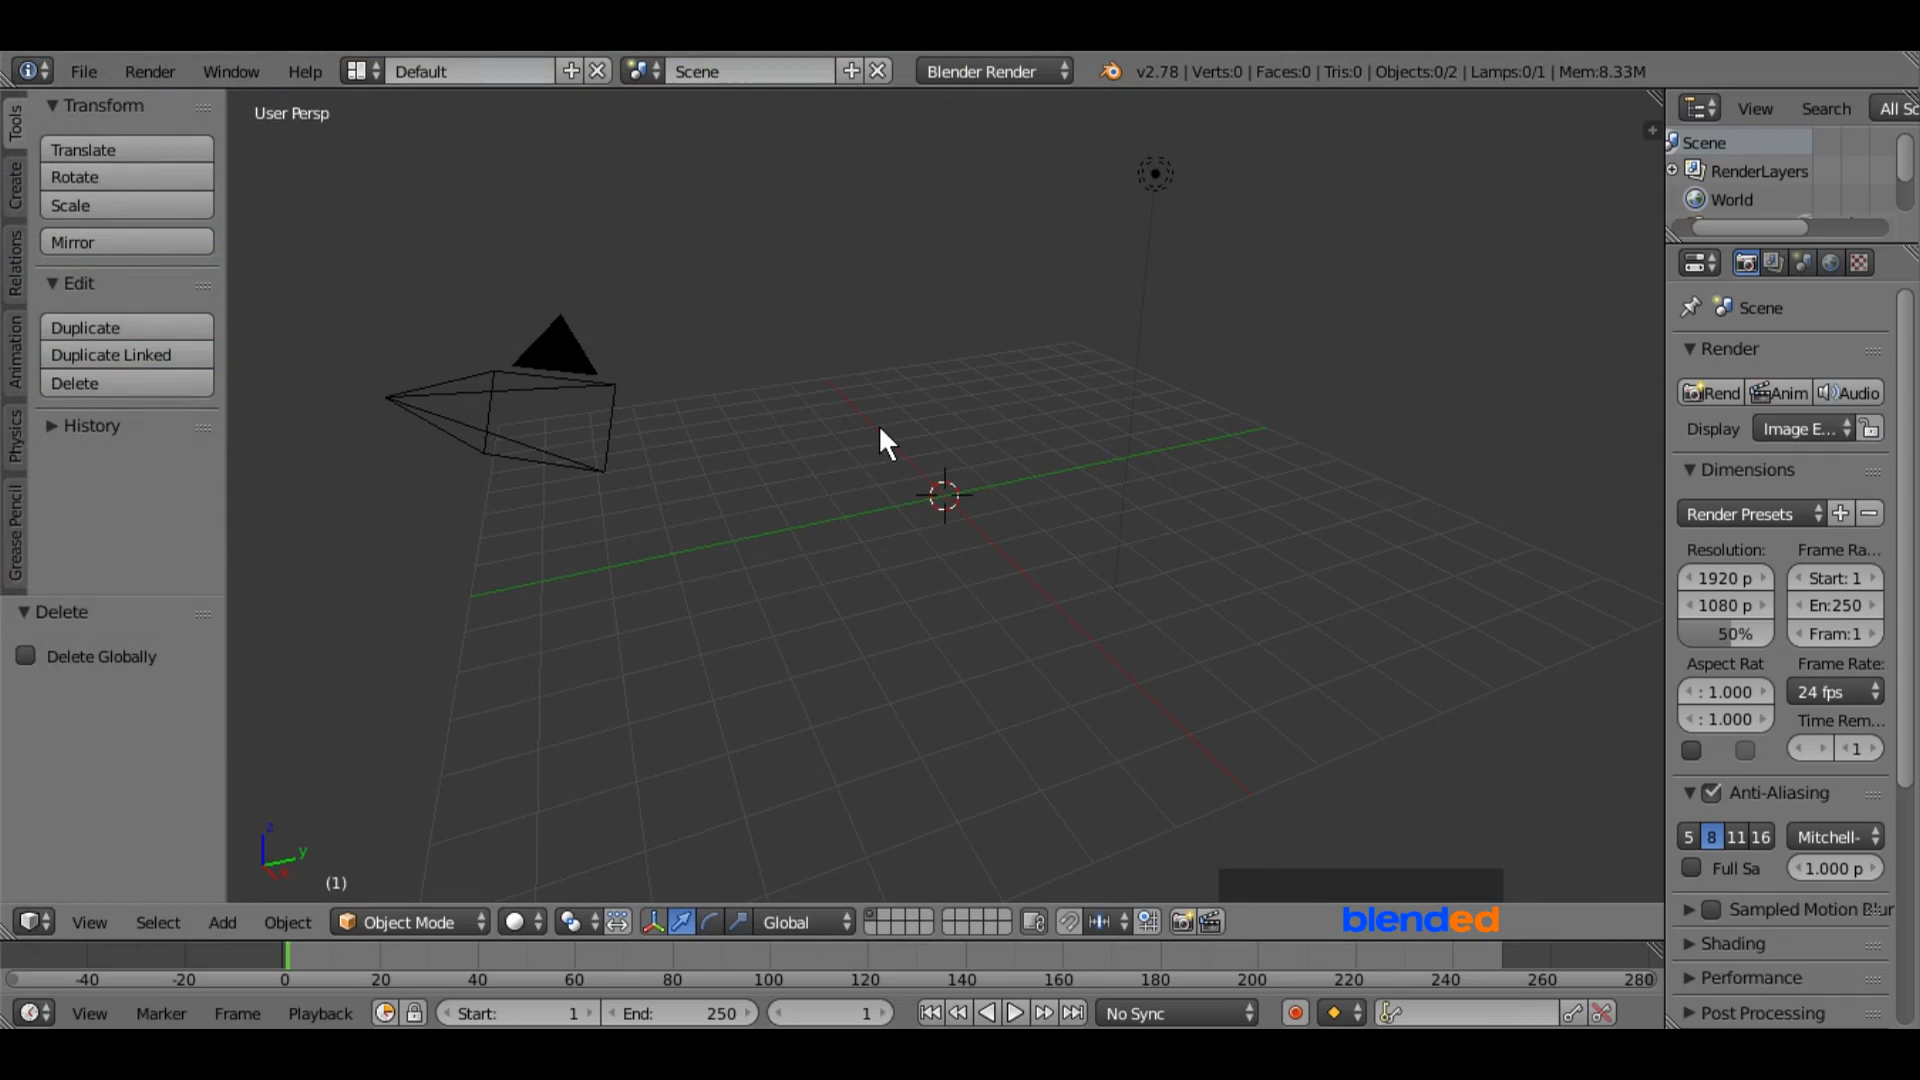 File Render Window Help Default Scene Blender Render v2.78 | Verts:0 | Faces:0 | Tris:0 | Objects:0/2 | Lamps:0/1 | Mem:8.33M
Tools
Create
Relations
Animation
Physics
Grease Pencil
Transform
Translate
Rotate
Scale
Mirror
Edit
Duplicate
Duplicate Linked
Delete
History
Delete
Delete Globally
User Persp
z
y
(1)
View Select Add Object Object Mode Global
blended
-40 -20 0 20 40 60 80 100 120 140 160 180 200 220 240 260 280
View Marker Frame Playback Start: 1 End: 250 1 No Sync
View Search All Sc
Scene
RenderLayers
World
Scene
Render
Rend Anim Audio
Display Image E...
Dimensions
Render Presets
Resolution: Frame Ra...
1920 p Start: 1
1080 p En:250
50% Fram:1
Aspect Rat Frame Rate:
: 1.000 24 fps
: 1.000 Time Rem...
1
Anti-Aliasing
5 8 11 16 Mitchell-
Full Sa 1.000 p
Sampled Motion Blur
Shading
Performance
Post Processing